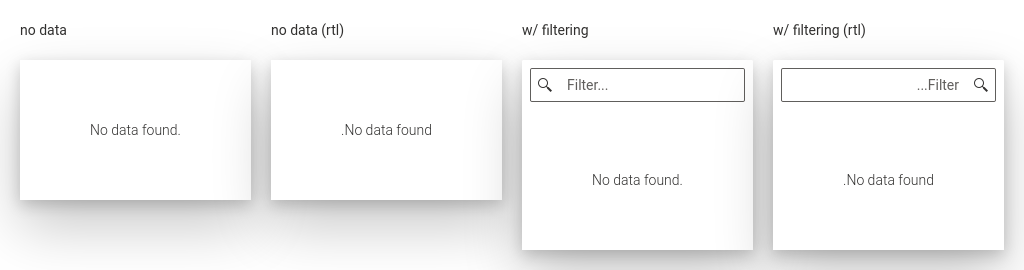 no data
No data found.
no data (rtl)
.No data found
w/ filtering
Filter...
No data found.
w/ filtering (rtl)
...Filter
.No data found